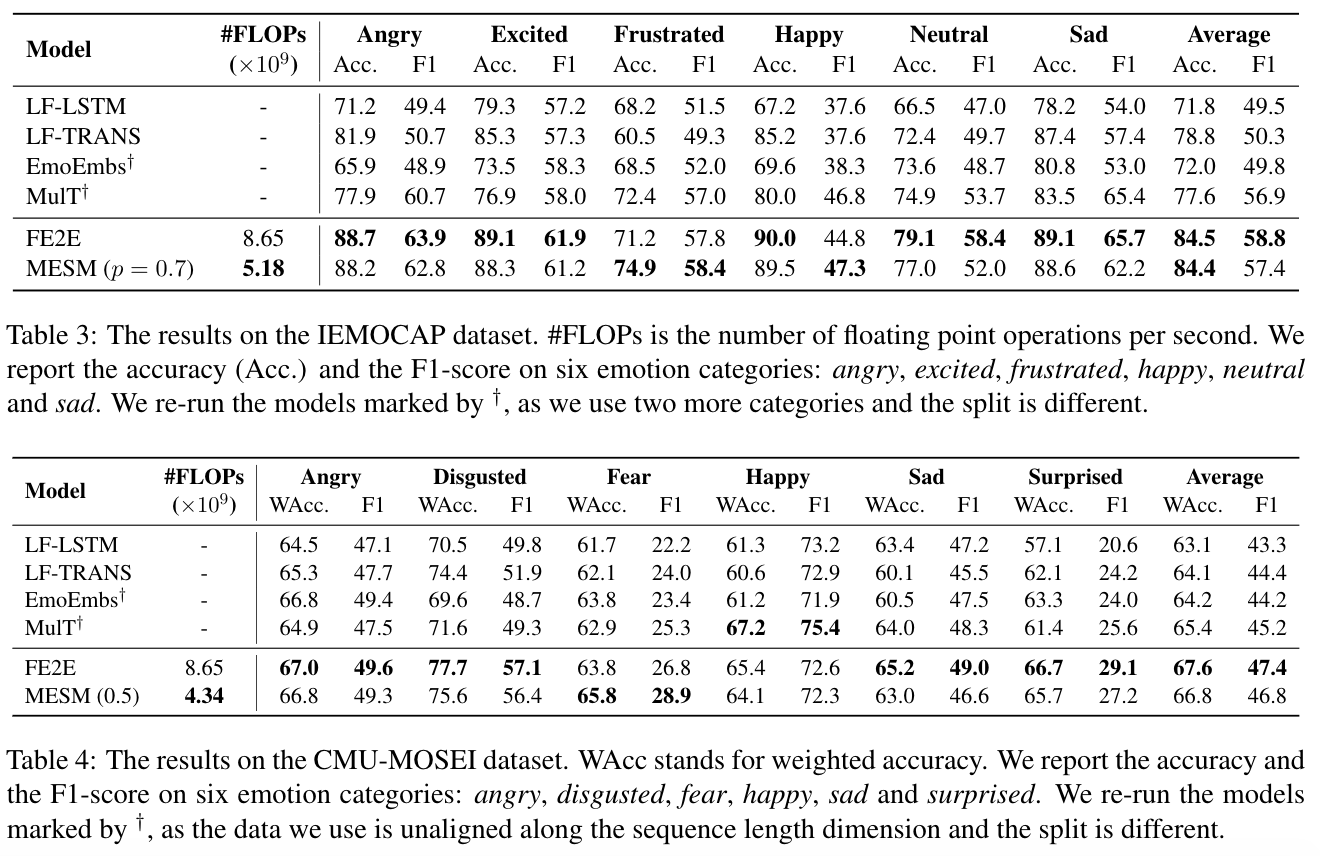 Model #FLOPs (×10⁹) Angry Excited Frustrated Happy Neutral Sad Average
Acc. F1 Acc. F1 Acc. F1 Acc. F1 Acc. F1 Acc. F1 Acc. F1
LF-LSTM - 71.2 49.4 79.3 57.2 68.2 51.5 67.2 37.6 66.5 47.0 78.2 54.0 71.8 49.5
LF-TRANS - 81.9 50.7 85.3 57.3 60.5 49.3 85.2 37.6 72.4 49.7 87.4 57.4 78.8 50.3
EmoEmbs† - 65.9 48.9 73.5 58.3 68.5 52.0 69.6 38.3 73.6 48.7 80.8 53.0 72.0 49.8
MulT† - 77.9 60.7 76.9 58.0 72.4 57.0 80.0 46.8 74.9 53.7 83.5 65.4 77.6 56.9
FE2E 8.65 88.7 63.9 89.1 61.9 71.2 57.8 90.0 44.8 79.1 58.4 89.1 65.7 84.5 58.8
MESM (p = 0.7) 5.18 88.2 62.8 88.3 61.2 74.9 58.4 89.5 47.3 77.0 52.0 88.6 62.2 84.4 57.4
Table 3: The results on the IEMOCAP dataset. #FLOPs is the number of floating point operations per second. We
report the accuracy (Acc.) and the F1-score on six emotion categories: angry, excited, frustrated, happy, neutral
and sad. We re-run the models marked by †, as we use two more categories and the split is different.
Model #FLOPs (×10⁹) Angry Disgusted Fear Happy Sad Surprised Average
WAcc. F1 WAcc. F1 WAcc. F1 WAcc. F1 WAcc. F1 WAcc. F1 WAcc. F1
LF-LSTM - 64.5 47.1 70.5 49.8 61.7 22.2 61.3 73.2 63.4 47.2 57.1 20.6 63.1 43.3
LF-TRANS - 65.3 47.7 74.4 51.9 62.1 24.0 60.6 72.9 60.1 45.5 62.1 24.2 64.1 44.4
EmoEmbs† - 66.8 49.4 69.6 48.7 63.8 23.4 61.2 71.9 60.5 47.5 63.3 24.0 64.2 44.2
MulT† - 64.9 47.5 71.6 49.3 62.9 25.3 67.2 75.4 64.0 48.3 61.4 25.6 65.4 45.2
FE2E 8.65 67.0 49.6 77.7 57.1 63.8 26.8 65.4 72.6 65.2 49.0 66.7 29.1 67.6 47.4
MESM (0.5) 4.34 66.8 49.3 75.6 56.4 65.8 28.9 64.1 72.3 63.0 46.6 65.7 27.2 66.8 46.8
Table 4: The results on the CMU-MOSEI dataset. WAcc stands for weighted accuracy. We report the accuracy and
the F1-score on six emotion categories: angry, disgusted, fear, happy, sad and surprised. We re-run the models
marked by †, as the data we use is unaligned along the sequence length dimension and the split is different.